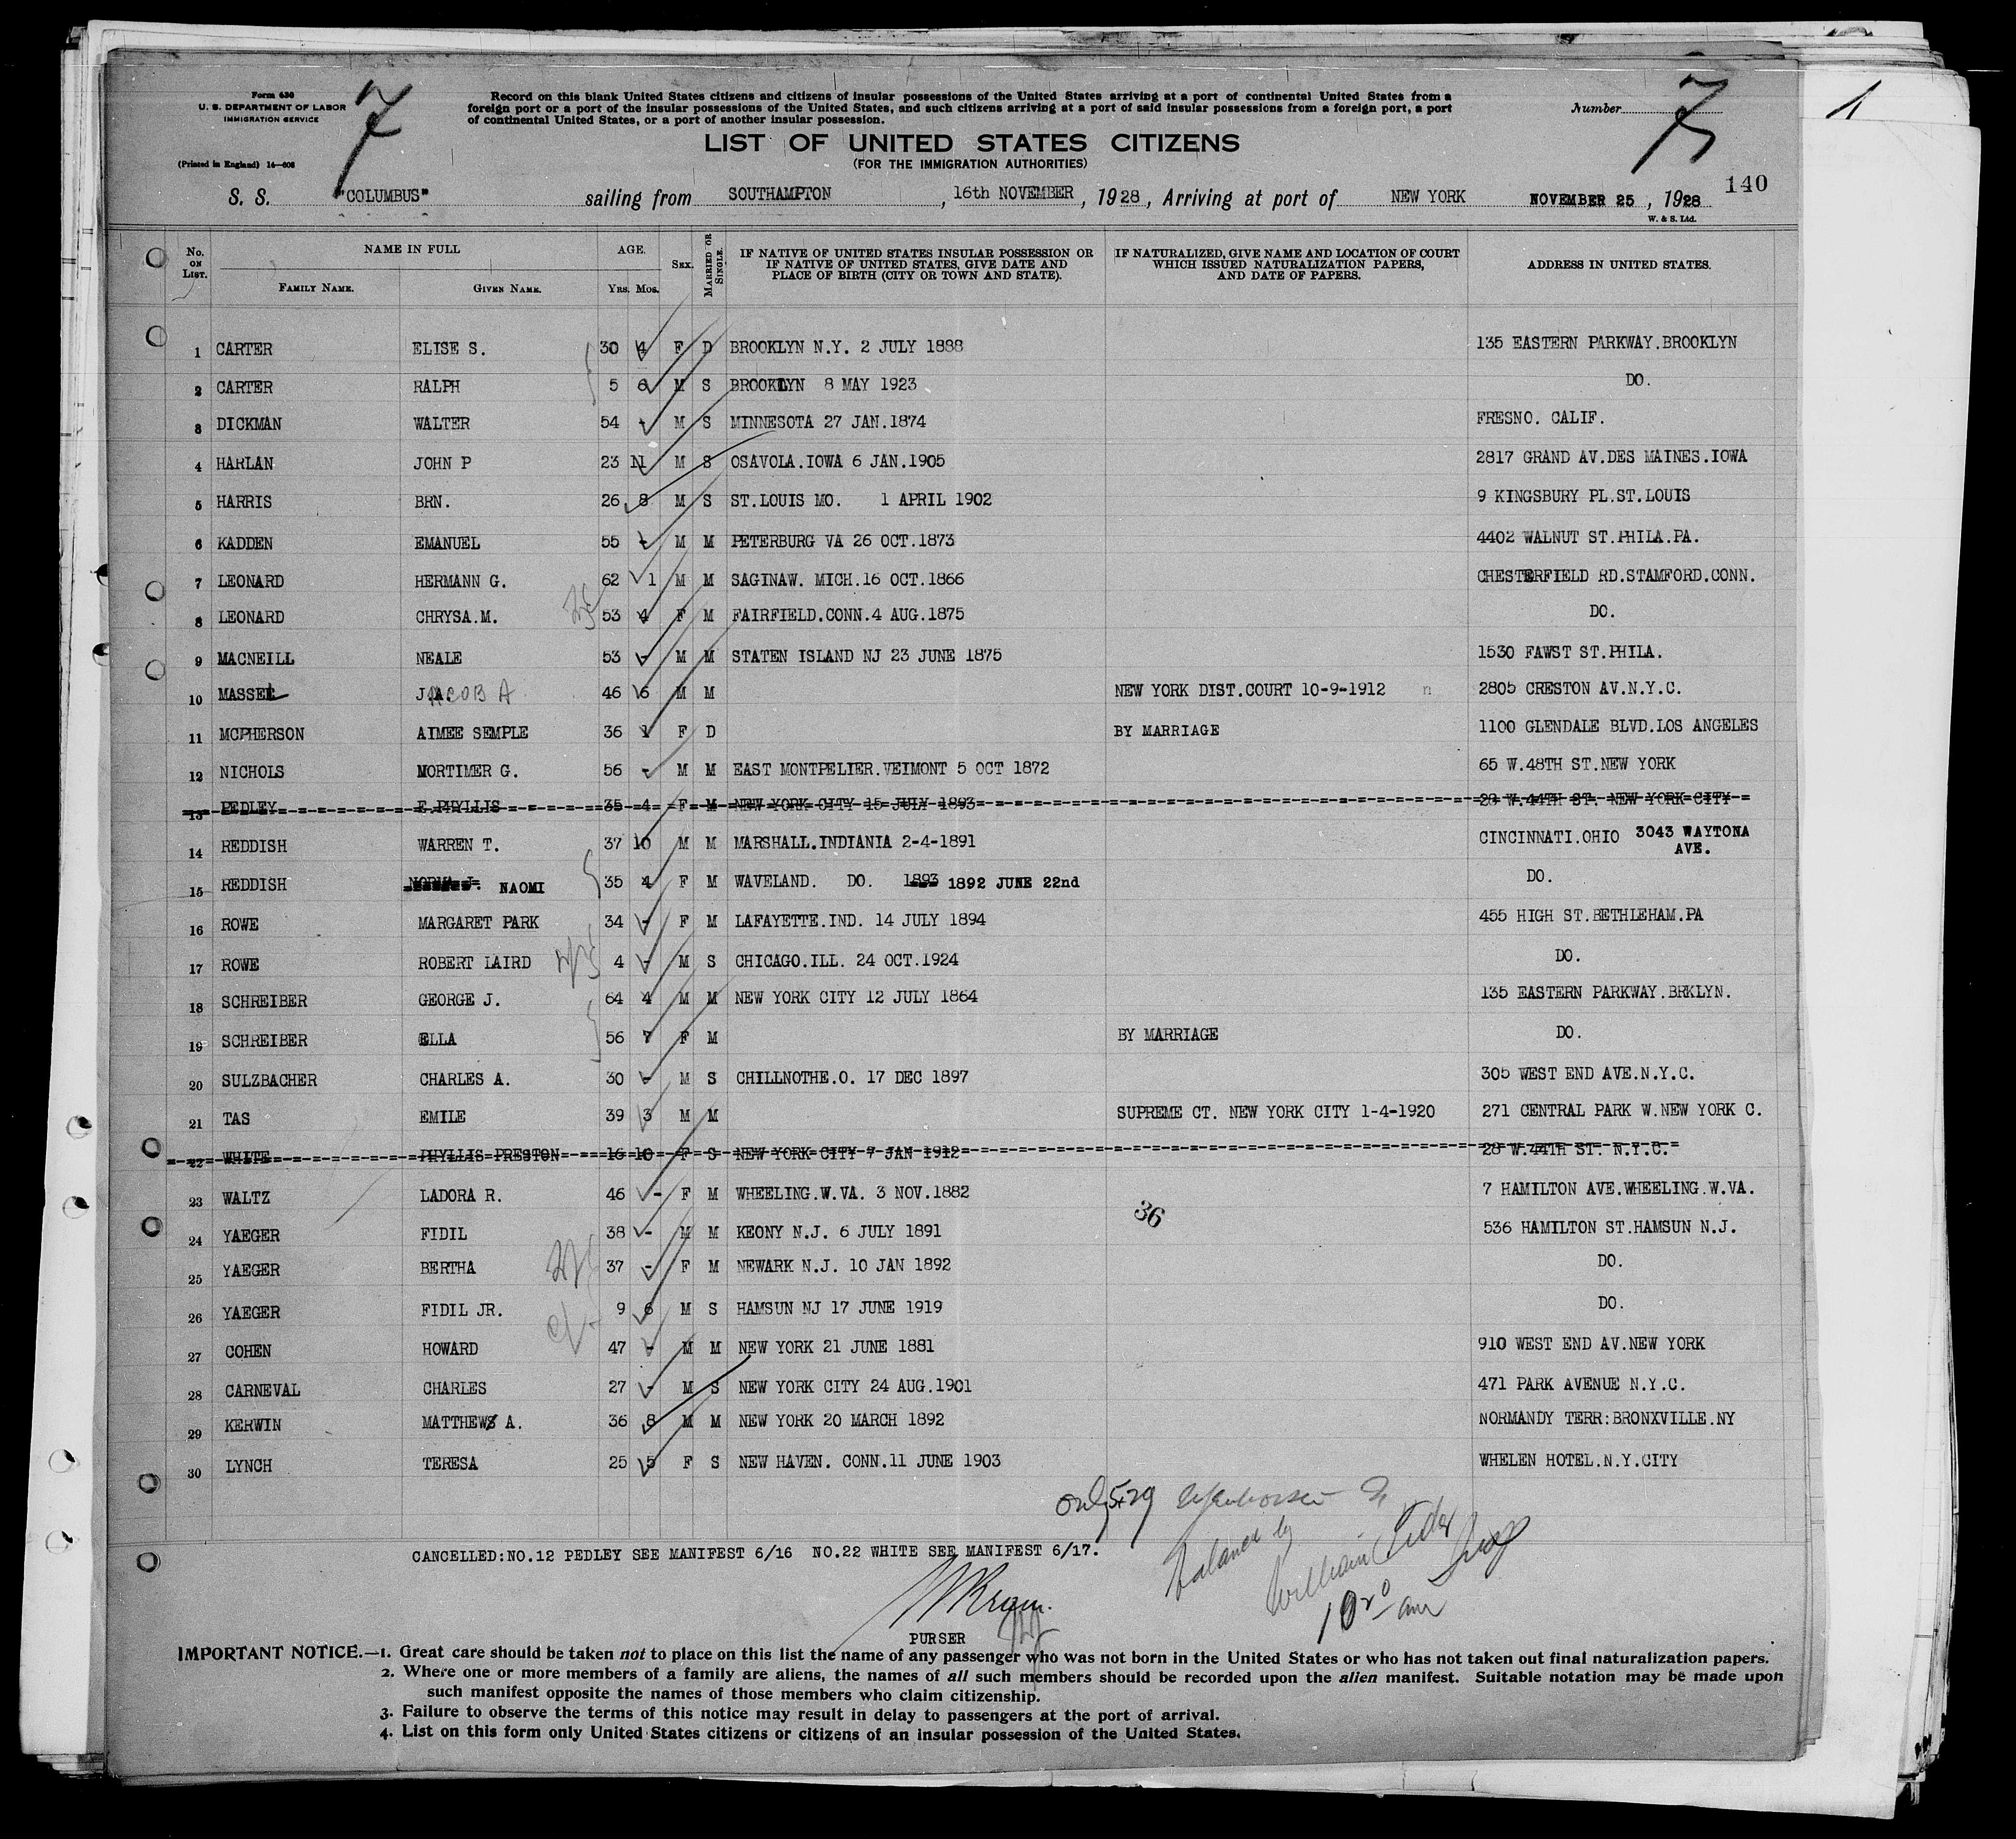 Form 630
U. S. DEPARTMENT OF LABOR
IMMIGRATION SERVICE
(Printed in England) 14—608
7
Record on this blank United States citizens and citizens of insular possessions of the United States arriving at a port of continental United States from a
foreign port or a port of the insular possessions of the United States, and such citizens arriving at a port of said insular possessions from a foreign port, a port
of continental United States, or a port of another insular possession.
Number
7
1
LIST OF UNITED STATES CITIZENS
(FOR THE IMMIGRATION AUTHORITIES)
140
S. S. "COLUMBUS" sailing from SOUTHAMPTON, 16th NOVEMBER, 1928, Arriving at port of NEW YORK NOVEMBER 25, 1928
W. & S. Ltd.
No. ON LIST. NAME IN FULL FAMILY NAME. GIVEN NAME. AGE. YRS. MOS. SEX. MARRIED OR SINGLE. IF NATIVE OF UNITED STATES INSULAR POSSESSION OR IF NATIVE OF UNITED STATES, GIVE DATE AND PLACE OF BIRTH (CITY OR TOWN AND STATE). IF NATURALIZED, GIVE NAME AND LOCATION OF COURT WHICH ISSUED NATURALIZATION PAPERS, AND DATE OF PAPERS. ADDRESS IN UNITED STATES.
1 CARTER ELISE S. 30 4 F D BROOKLYN N.Y. 2 JULY 1888 135 EASTERN PARKWAY.BROOKLYN
2 CARTER RALPH 5 6 M S BROOKLYN 8 MAY 1923 DO.
3 DICKMAN WALTER 54 - M S MINNESOTA 27 JAN.1874 FRESNO. CALIF.
4 HARLAN JOHN P 23 11 M S OSAVOLA.IOWA 6 JAN.1905 2817 GRAND AV.DES MAINES.IOWA
5 HARRIS BRN. 26 8 M S ST.LOUIS MO. 1 APRIL 1902 9 KINGSBURY PL.ST.LOUIS
6 KADDEN EMANUEL 55 - M M PETERBURG VA 26 OCT.1873 4402 WALNUT ST.PHILA.PA.
7 LEONARD HERMANN G. 62 1 M M SAGINAW. MICH.16 OCT.1866 CHESTERFIELD RD.STAMFORD.CONN.
8 LEONARD CHRYSA.M. 53 4 F M FAIRFIELD.CONN.4 AUG.1875 DO.
9 MACNEILL NEALE 53 - M M STATEN ISLAND NJ 23 JUNE 1875 1530 FAWST ST.PHILA.
10 MASSEL JACOB A 46 6 M M NEW YORK DIST.COURT 10-9-1912 n 2805 CRESTON AV.N.Y.C.
11 MCPHERSON AIMEE SEMPLE 36 1 F D BY MARRIAGE 1100 GLENDALE BLVD.LOS ANGELES
12 NICHOLS MORTIMER G. 56 - M M EAST MONTPELIER.VEIMONT 5 OCT 1872 65 W.48TH ST.NEW YORK
13 PEDLEY E.PHYLLIS 35 4 F M NEW YORK CITY 15 JULY 1893 28 W.44TH ST. NEW YORK CITY
14 REDDISH WARREN T. 37 10 M M MARSHALL.INDIANIA 2-4-1891 CINCINNATI.OHIO 3043 WAYTONA AVE.
15 REDDISH NORMA J. NAOMI 35 4 F M WAVELAND. DO. 1893 1892 JUNE 22nd DO.
16 ROWE MARGARET PARK 34 - F M LAFAYETTE.IND. 14 JULY 1894 455 HIGH ST.BETHLEHAM.PA
17 ROWE ROBERT LAIRD 4 - M S CHICAGO.ILL. 24 OCT.1924 DO.
18 SCHREIBER GEORGE J. 64 4 M M NEW YORK CITY 12 JULY 1864 135 EASTERN PARKWAY.BRKLYN.
19 SCHREIBER ELLA 56 7 F M BY MARRIAGE DO.
20 SULZBACHER CHARLES A. 30 - M S CHILLNOTHE.O. 17 DEC 1897 305 WEST END AVE.N.Y.C.
21 TAS EMILE 39 3 M M SUPREME CT. NEW YORK CITY 1-4-1920 271 CENTRAL PARK W.NEW YORK C.
22 WHITE PHYLLIS PRESTON 16 10 F S NEW YORK CITY 7 JAN 1912 28 W.44TH ST. N.Y.C.
23 WALTZ LADORA R. 46 - F M WHEELING.W.VA. 3 NOV.1882 7 HAMILTON AVE.WHEELING.W.VA.
36
24 YAEGER FIDIL 38 - M M KEONY N.J. 6 JULY 1891 536 HAMILTON ST.HAMSUN N.J.
25 YAEGER BERTHA 37 - F M NEWARK N.J. 10 JAN 1892 DO.
26 YAEGER FIDIL JR. 9 6 M S HAMSUN NJ 17 JUNE 1919 DO.
27 COHEN HOWARD 47 - M M NEW YORK 21 JUNE 1881 910 WEST END AV.NEW YORK
28 CARNEVAL CHARLES 27 - M S NEW YORK CITY 24 AUG.1901 471 PARK AVENUE N.Y.C.
29 KERWIN MATTHEWS A. 36 8 M M NEW YORK 20 MARCH 1892 NORMANDY TERR:BRONXVILLE.NY
30 LYNCH TERESA 25 5 F S NEW HAVEN. CONN.11 JUNE 1903 WHELEN HOTEL.N.Y.CITY
only 5+29
balance by
William
10
am
CANCELLED:NO.12 PEDLEY SEE MANIFEST 6/16 NO.22 WHITE SEE MANIFEST 6/17.
PURSER
IMPORTANT NOTICE.—1. Great care should be taken not to place on this list the name of any passenger who was not born in the United States or who has not taken out final naturalization papers.
2. Where one or more members of a family are aliens, the names of all such members should be recorded upon the alien manifest. Suitable notation may be made upon
such manifest opposite the names of those members who claim citizenship.
3. Failure to observe the terms of this notice may result in delay to passengers at the port of arrival.
4. List on this form only United States citizens or citizens of an insular possession of the United States.